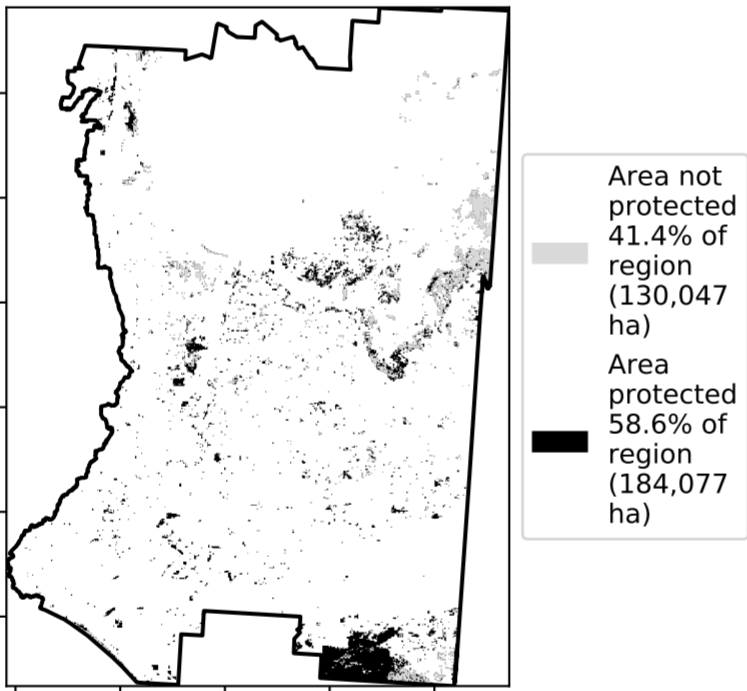 Area not
protected
41.4% of
region
(130,047
ha)
Area
protected
58.6% of
region
(184,077
ha)